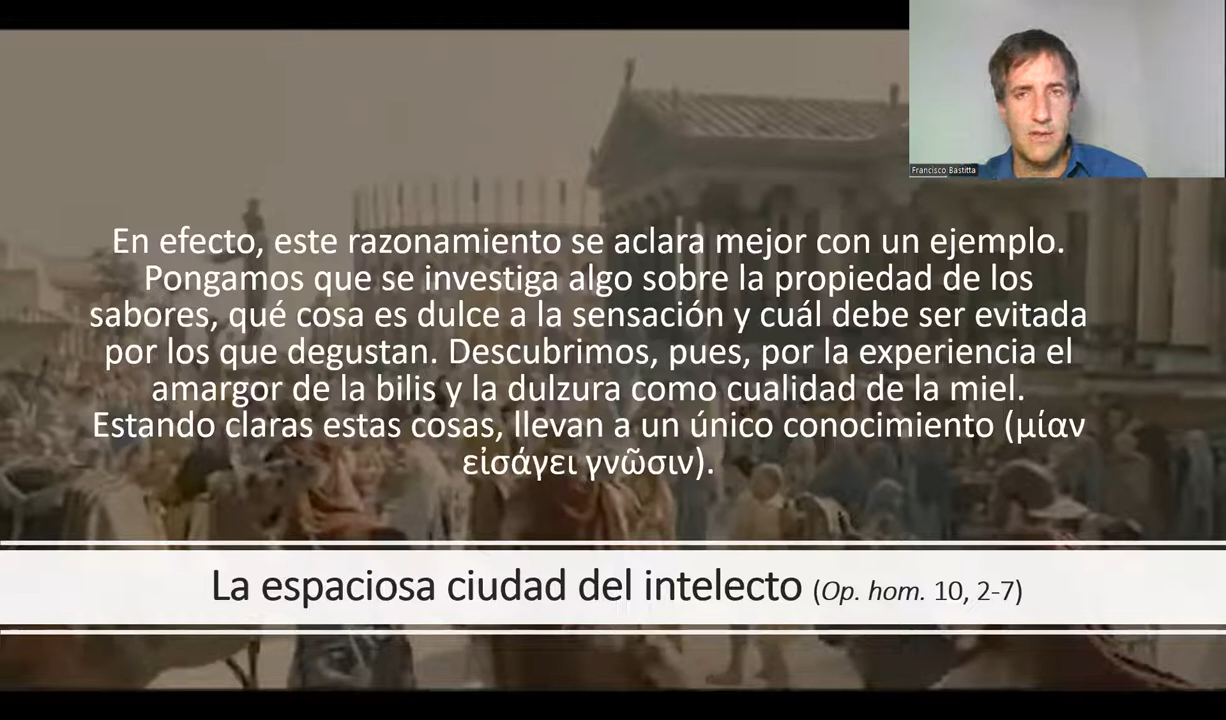 Francisco Bastitta
En efecto, este razonamiento se aclara mejor con un ejemplo.
Pongamos que se investiga algo sobre la propiedad de los
sabores, qué cosa es dulce a la sensación y cuál debe ser evitada
por los que degustan. Descubrimos, pues, por la experiencia el
amargor de la bilis y la dulzura como cualidad de la miel.
Estando claras estas cosas, llevan a un único conocimiento (μίαν
εἰσάγει γνῶσιν).
La espaciosa ciudad del intelecto (Op. hom. 10, 2-7)